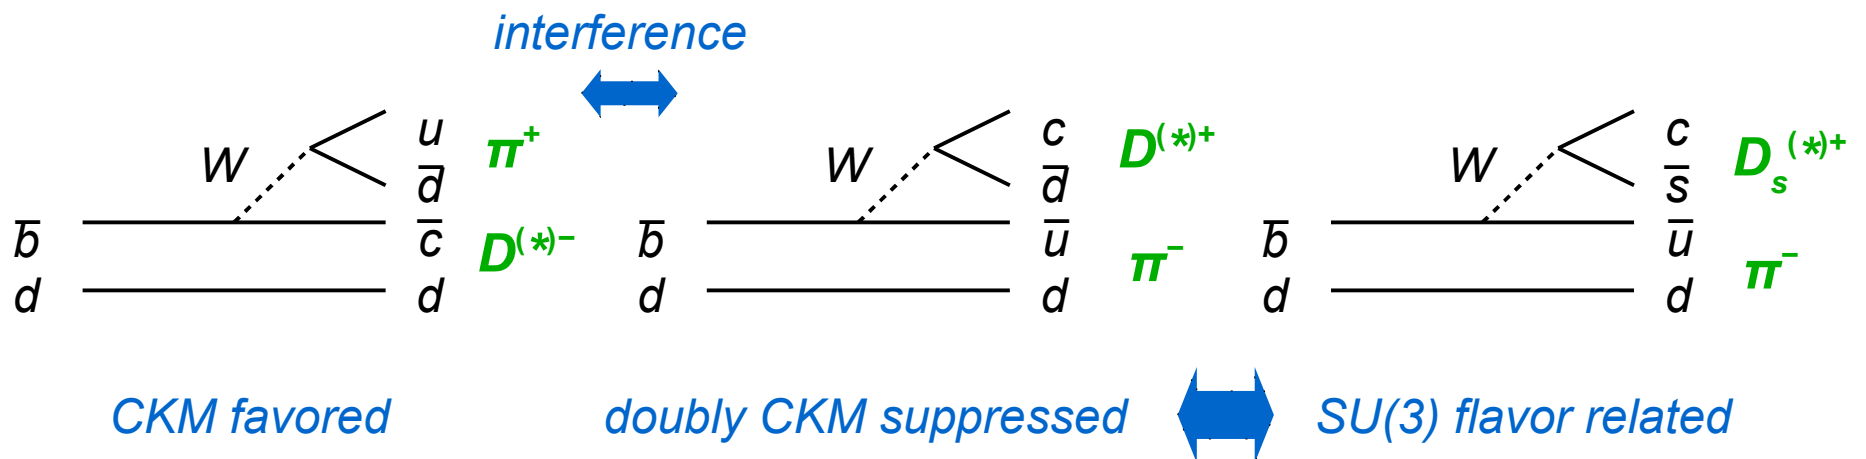 interference
W
u
d̅
π⁺
b̅
d
c̅
d
D⁽*⁾⁻
CKM favored
W
c
d̅
D⁽*⁾⁺
b̅
d
u̅
d
π⁻
doubly CKM suppressed
W
c
s̅
Dₛ⁽*⁾⁺
b̅
d
u̅
d
π⁻
SU(3) flavor related